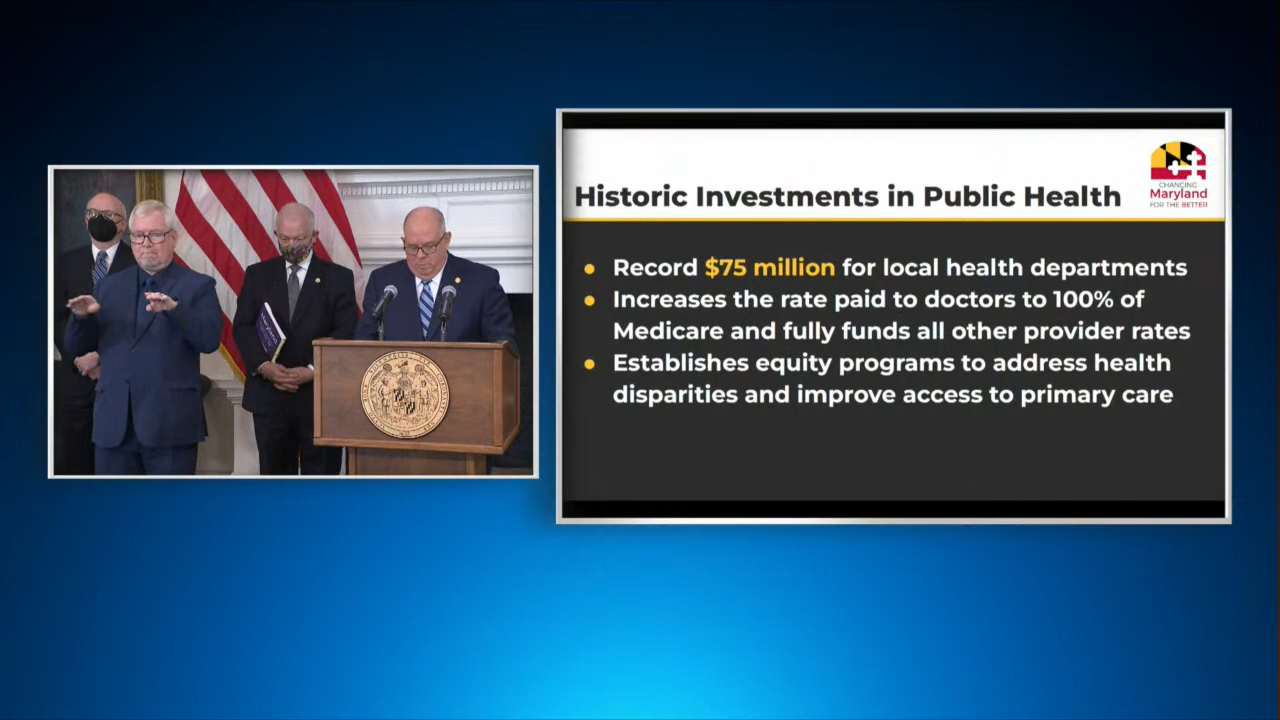 Historic Investments in Public Health
CHANGING
Maryland
FOR THE BETTER
● Record $75 million for local health departments
● Increases the rate paid to doctors to 100% of
Medicare and fully funds all other provider rates
● Establishes equity programs to address health
disparities and improve access to primary care